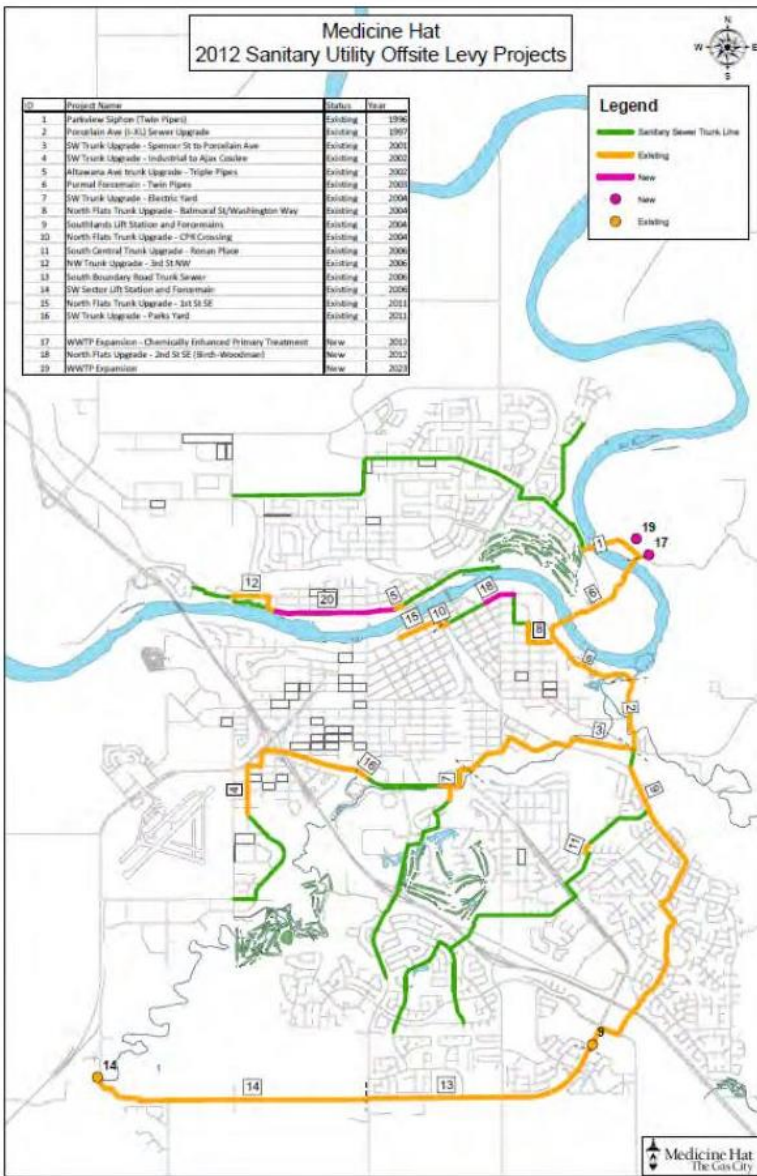 Medicine Hat
2012 Sanitary Utility Offsite Levy Projects
N
W E
S
ID Project Name Status Year
1 Parkview Siphon (Twin Pipes) Existing 1996
2 Porcelain Ave (I-XL) Sewer Upgrade Existing 1997
3 SW Trunk Upgrade - Spencer St to Porcelain Ave Existing 2001
4 SW Trunk Upgrade - Industrial to Ajax Coulee Existing 2002
5 Altawana Ave trunk Upgrade - Triple Pipes Existing 2002
6 Purmal Forcemain - Twin Pipes Existing 2003
7 SW Trunk Upgrade - Electric Yard Existing 2004
8 North Flats Trunk Upgrade - Balmoral St/Washington Way Existing 2004
9 Southlands Lift Station and Forcemains Existing 2004
10 North Flats Trunk Upgrade - CPR Crossing Existing 2004
11 South Central Trunk Upgrade - Ronan Place Existing 2006
12 NW Trunk Upgrade - 3rd St NW Existing 2006
13 South Boundary Road Trunk Sewer Existing 2006
14 SW Sector Lift Station and Forcemain Existing 2006
15 North Flats Trunk Upgrade - 1st St SE Existing 2011
16 SW Trunk Upgrade - Parks Yard Existing 2011
17 WWTP Expansion - Chemically Enhanced Primary Treatment New 2012
18 North Flats Upgrade - 2nd St SE (Birch-Woodman) New 2012
19 WWTP Expansion New 2023
Legend
Sanitary Sewer Trunk Line
Existing
New
New
Existing
19
1
17
12
5
18
6
20
15
10
8
6
2
3
16
7
4
9
11
9
14
14
13
Medicine Hat
The Gas City